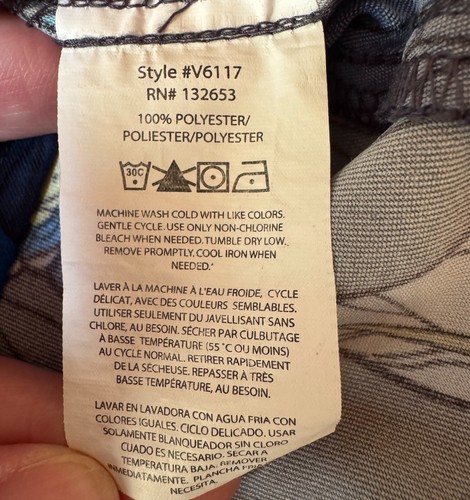 Style #V6117
RN# 132653
100% POLYESTER/
POLIESTER/POLYESTER
30C
MACHINE WASH COLD WITH LIKE COLORS.
GENTLE CYCLE. USE ONLY NON-CHLORINE
BLEACH WHEN NEEDED. TUMBLE DRY LOW.
REMOVE PROMPTLY. COOL IRON WHEN
NEEDED.
LAVER À LA MACHINE À L'EAU FROIDE, CYCLE
DÉLICAT, AVEC DES COULEURS SEMBLABLES.
UTILISER SEULEMENT DU JAVELLISANT SANS
CHLORE, AU BESOIN. SÉCHER PAR CULBUTAGE
À BASSE TEMPÉRATURE (55 °C OU MOINS)
AU CYCLE NORMAL. RETIRER RAPIDEMENT
DE LA SÉCHEUSE. REPASSER À TRÈS
BASSE TEMPÉRATURE, AU BESOIN.
LAVAR EN LAVADORA CON AGUA FRIA CON
COLORES IGUALES. CICLO DELICADO. USAR
SOLAMENTE BLANQUEADOR SIN CLORO
CUADO ES NECESARIO. SECAR A
TEMPERATURA BAJA. REMOVER
INMEDIATAMENTE. PLANCHA FRIA
NECESITA.